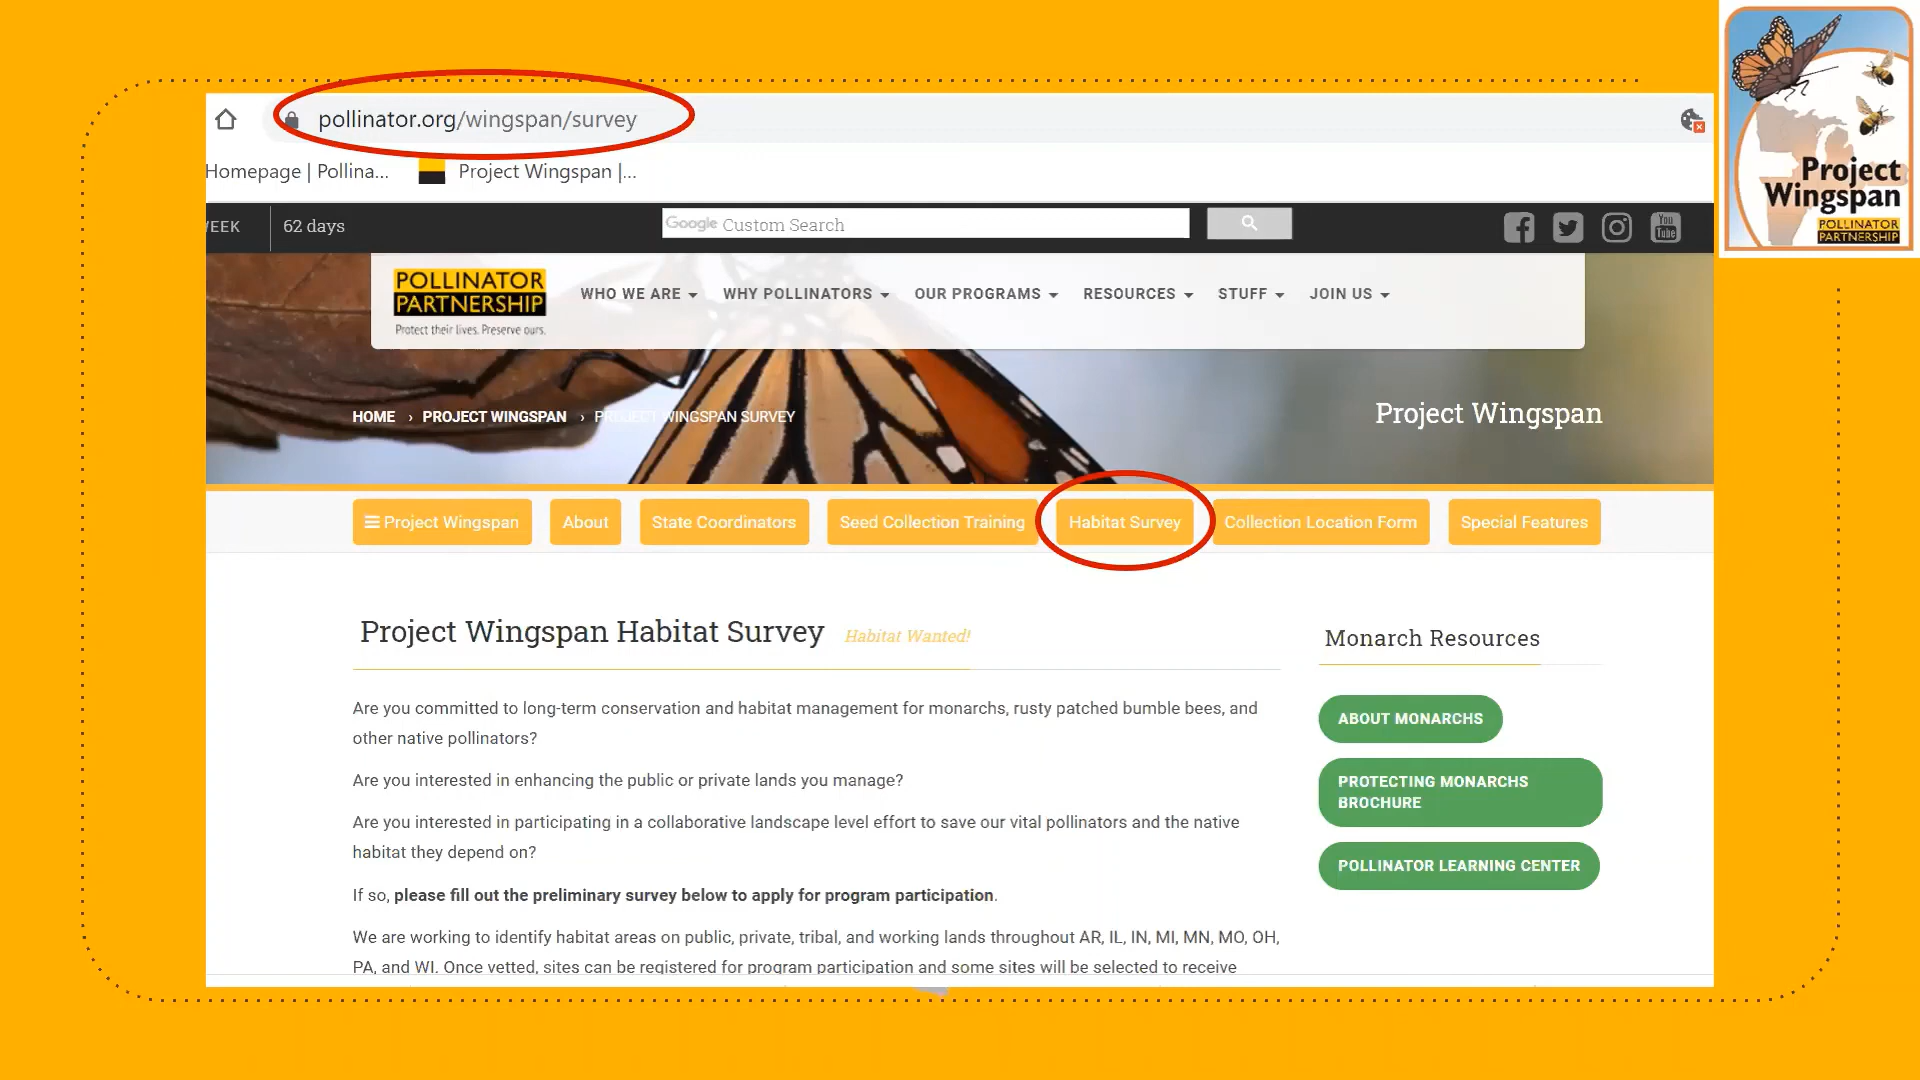 pollinator.org/wingspan/survey
Homepage | Pollina... Project Wingspan |...
Project
Wingspan
POLLINATOR
PARTNERSHIP
EEK 62 days Google Custom Search You
Tube
POLLINATOR
PARTNERSHIP
Protect their lives. Preserve ours.
WHO WE ARE WHY POLLINATORS OUR PROGRAMS RESOURCES STUFF JOIN US
HOME › PROJECT WINGSPAN › PROJECT WINGSPAN SURVEY
Project Wingspan
Project Wingspan About State Coordinators Seed Collection Training Habitat Survey Collection Location Form Special Features
Project Wingspan Habitat Survey Habitat Wanted!
Are you committed to long-term conservation and habitat management for monarchs, rusty patched bumble bees, and
other native pollinators?
Are you interested in enhancing the public or private lands you manage?
Are you interested in participating in a collaborative landscape level effort to save our vital pollinators and the native
habitat they depend on?
If so, please fill out the preliminary survey below to apply for program participation.
We are working to identify habitat areas on public, private, tribal, and working lands throughout AR, IL, IN, MI, MN, MO, OH,
PA, and WI. Once vetted, sites can be registered for program participation and some sites will be selected to receive
Monarch Resources
ABOUT MONARCHS
PROTECTING MONARCHS
BROCHURE
POLLINATOR LEARNING CENTER